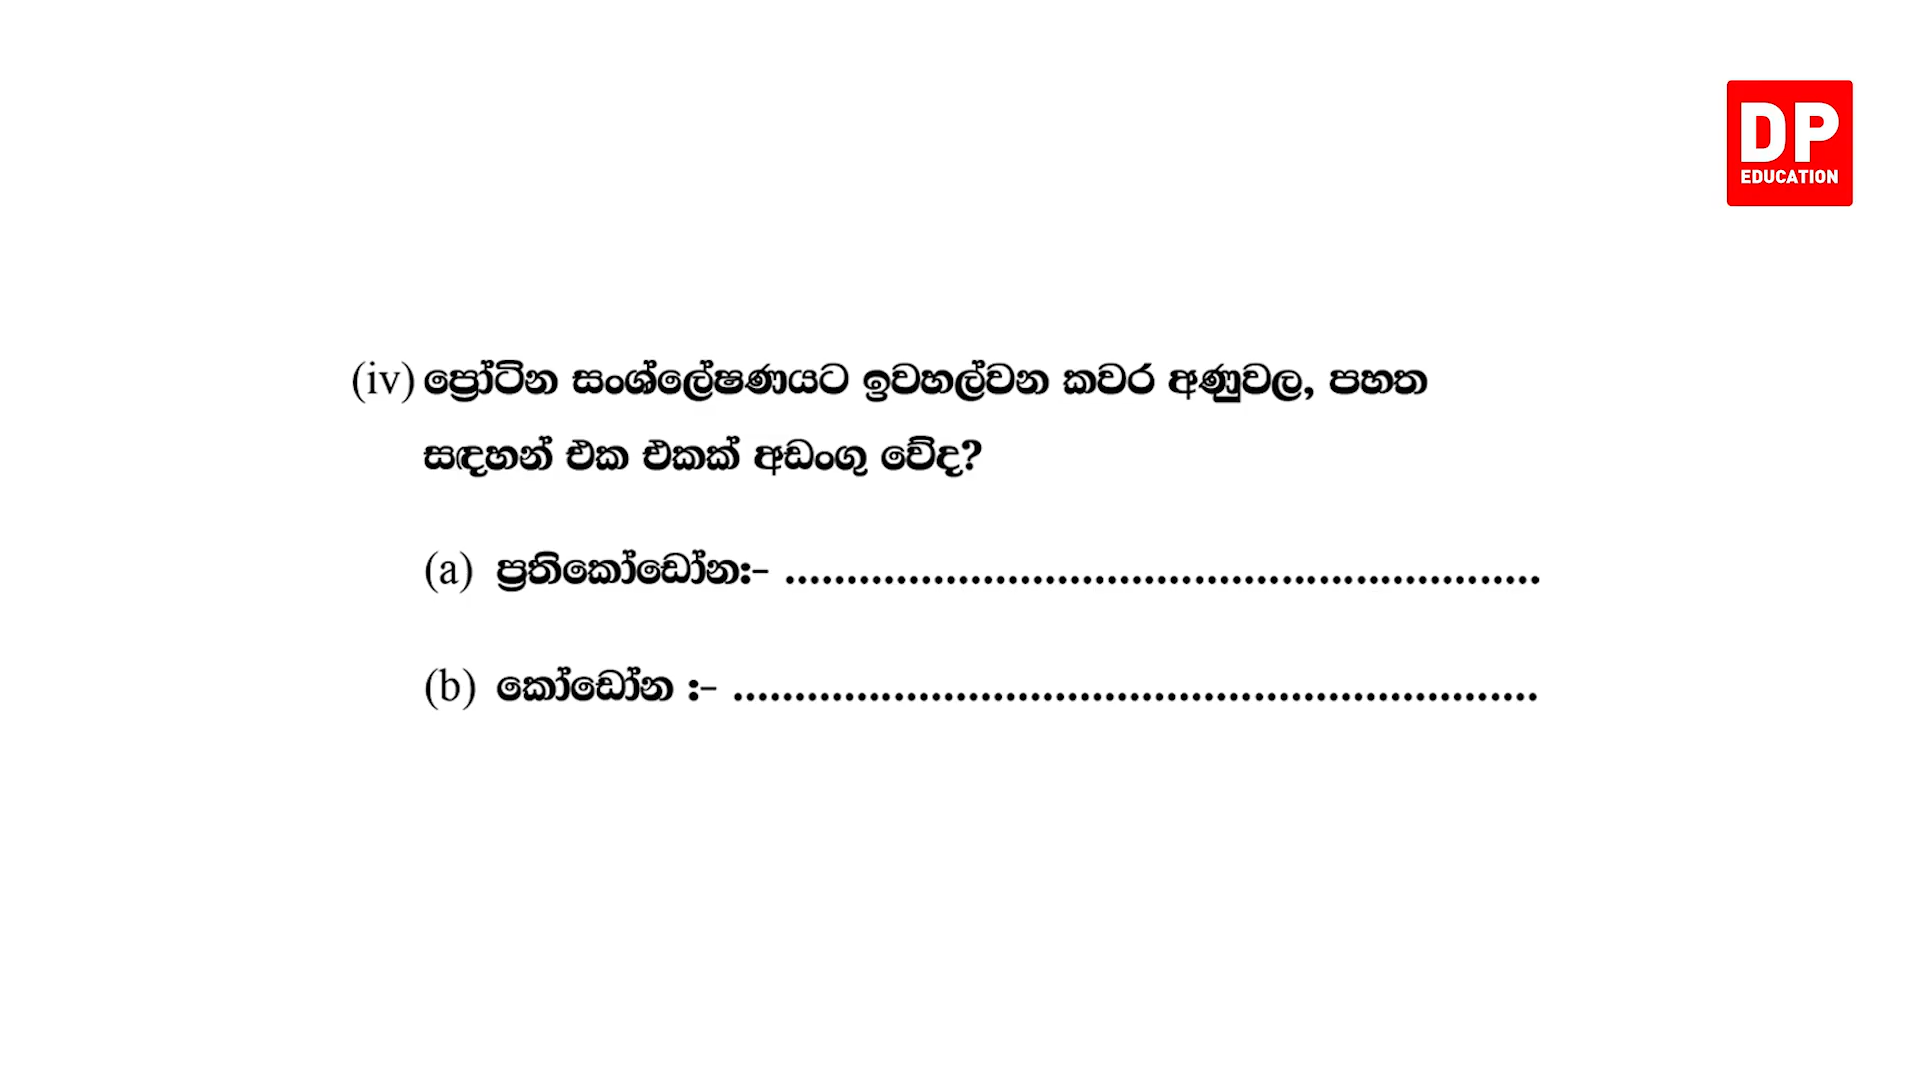 DP
EDUCATION
(iv) ප්‍රෝටීන සංශ්ලේෂණයට ඉවහල්වන කවර අණුවල, පහත
සඳහන් එක එකක් අඩංගු වේද?
(a) ප්‍රතිකෝඩෝන:- ..............................................................
(b) කෝඩෝන :- ..................................................................